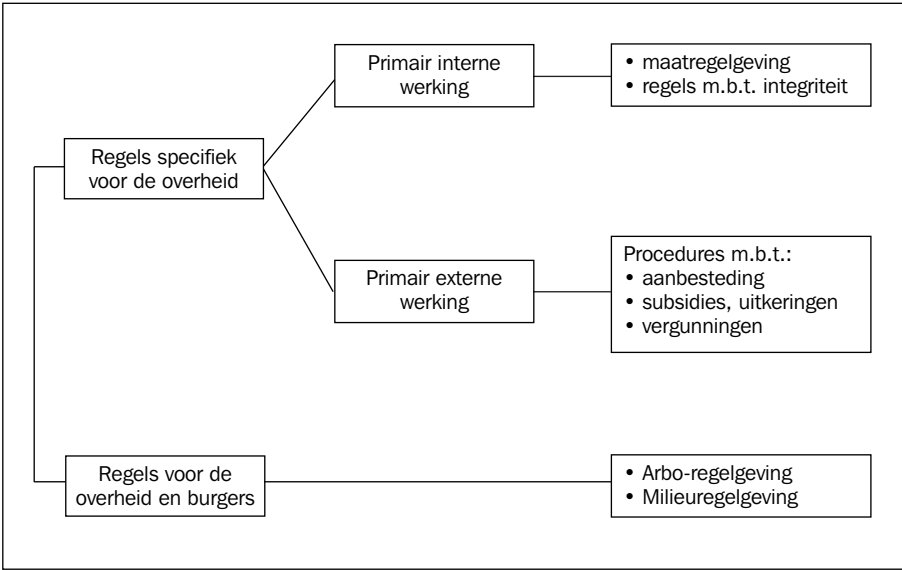 Primair interne
werking
• maatregelgeving
• regels m.b.t. integriteit
Regels specifiek
voor de overheid
Primair externe
werking
Procedures m.b.t.:
• aanbesteding
• subsidies, uitkeringen
• vergunningen
Regels voor de
overheid en burgers
• Arbo-regelgeving
• Milieuregelgeving